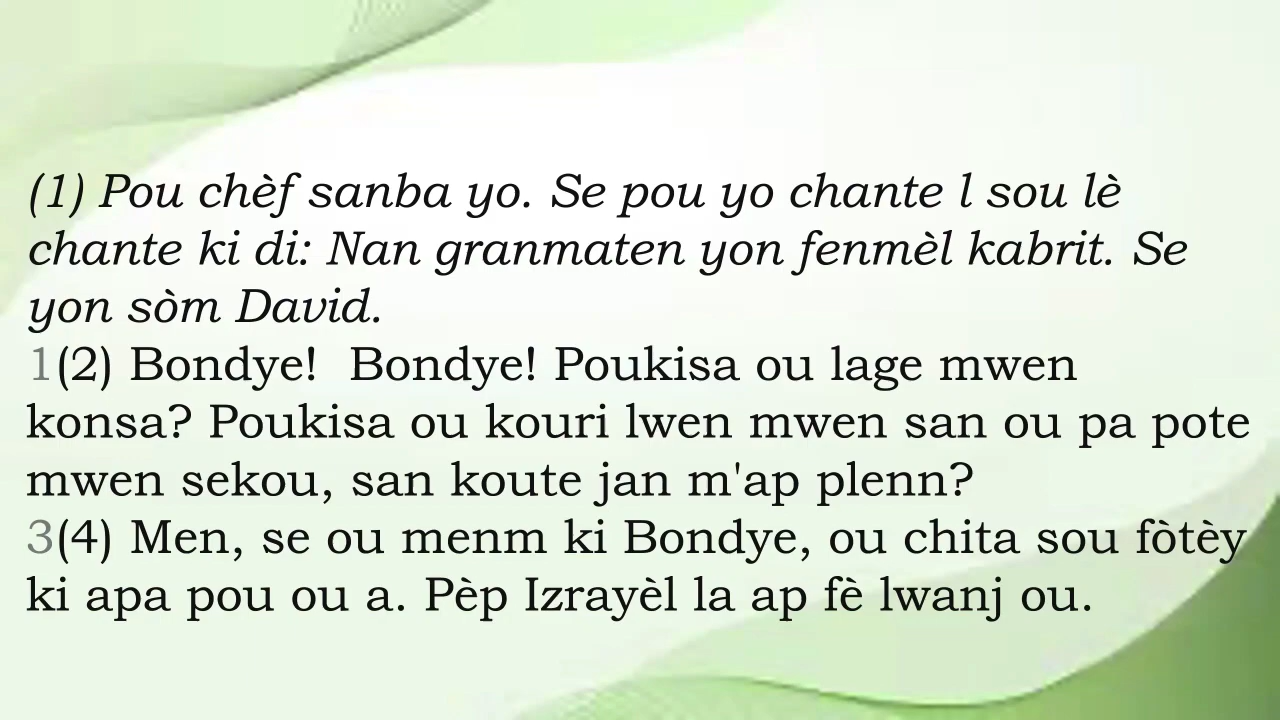 (1) Pou chèf sanba yo. Se pou yo chante l sou lè
chante ki di: Nan granmaten yon fenmèl kabrit. Se
yon sòm David.
1(2) Bondye!  Bondye! Poukisa ou lage mwen
konsa? Poukisa ou kouri lwen mwen san ou pa pote
mwen sekou, san koute jan m'ap plenn?
3(4) Men, se ou menm ki Bondye, ou chita sou fòtèy
ki apa pou ou a. Pèp Izrayèl la ap fè lwanj ou.